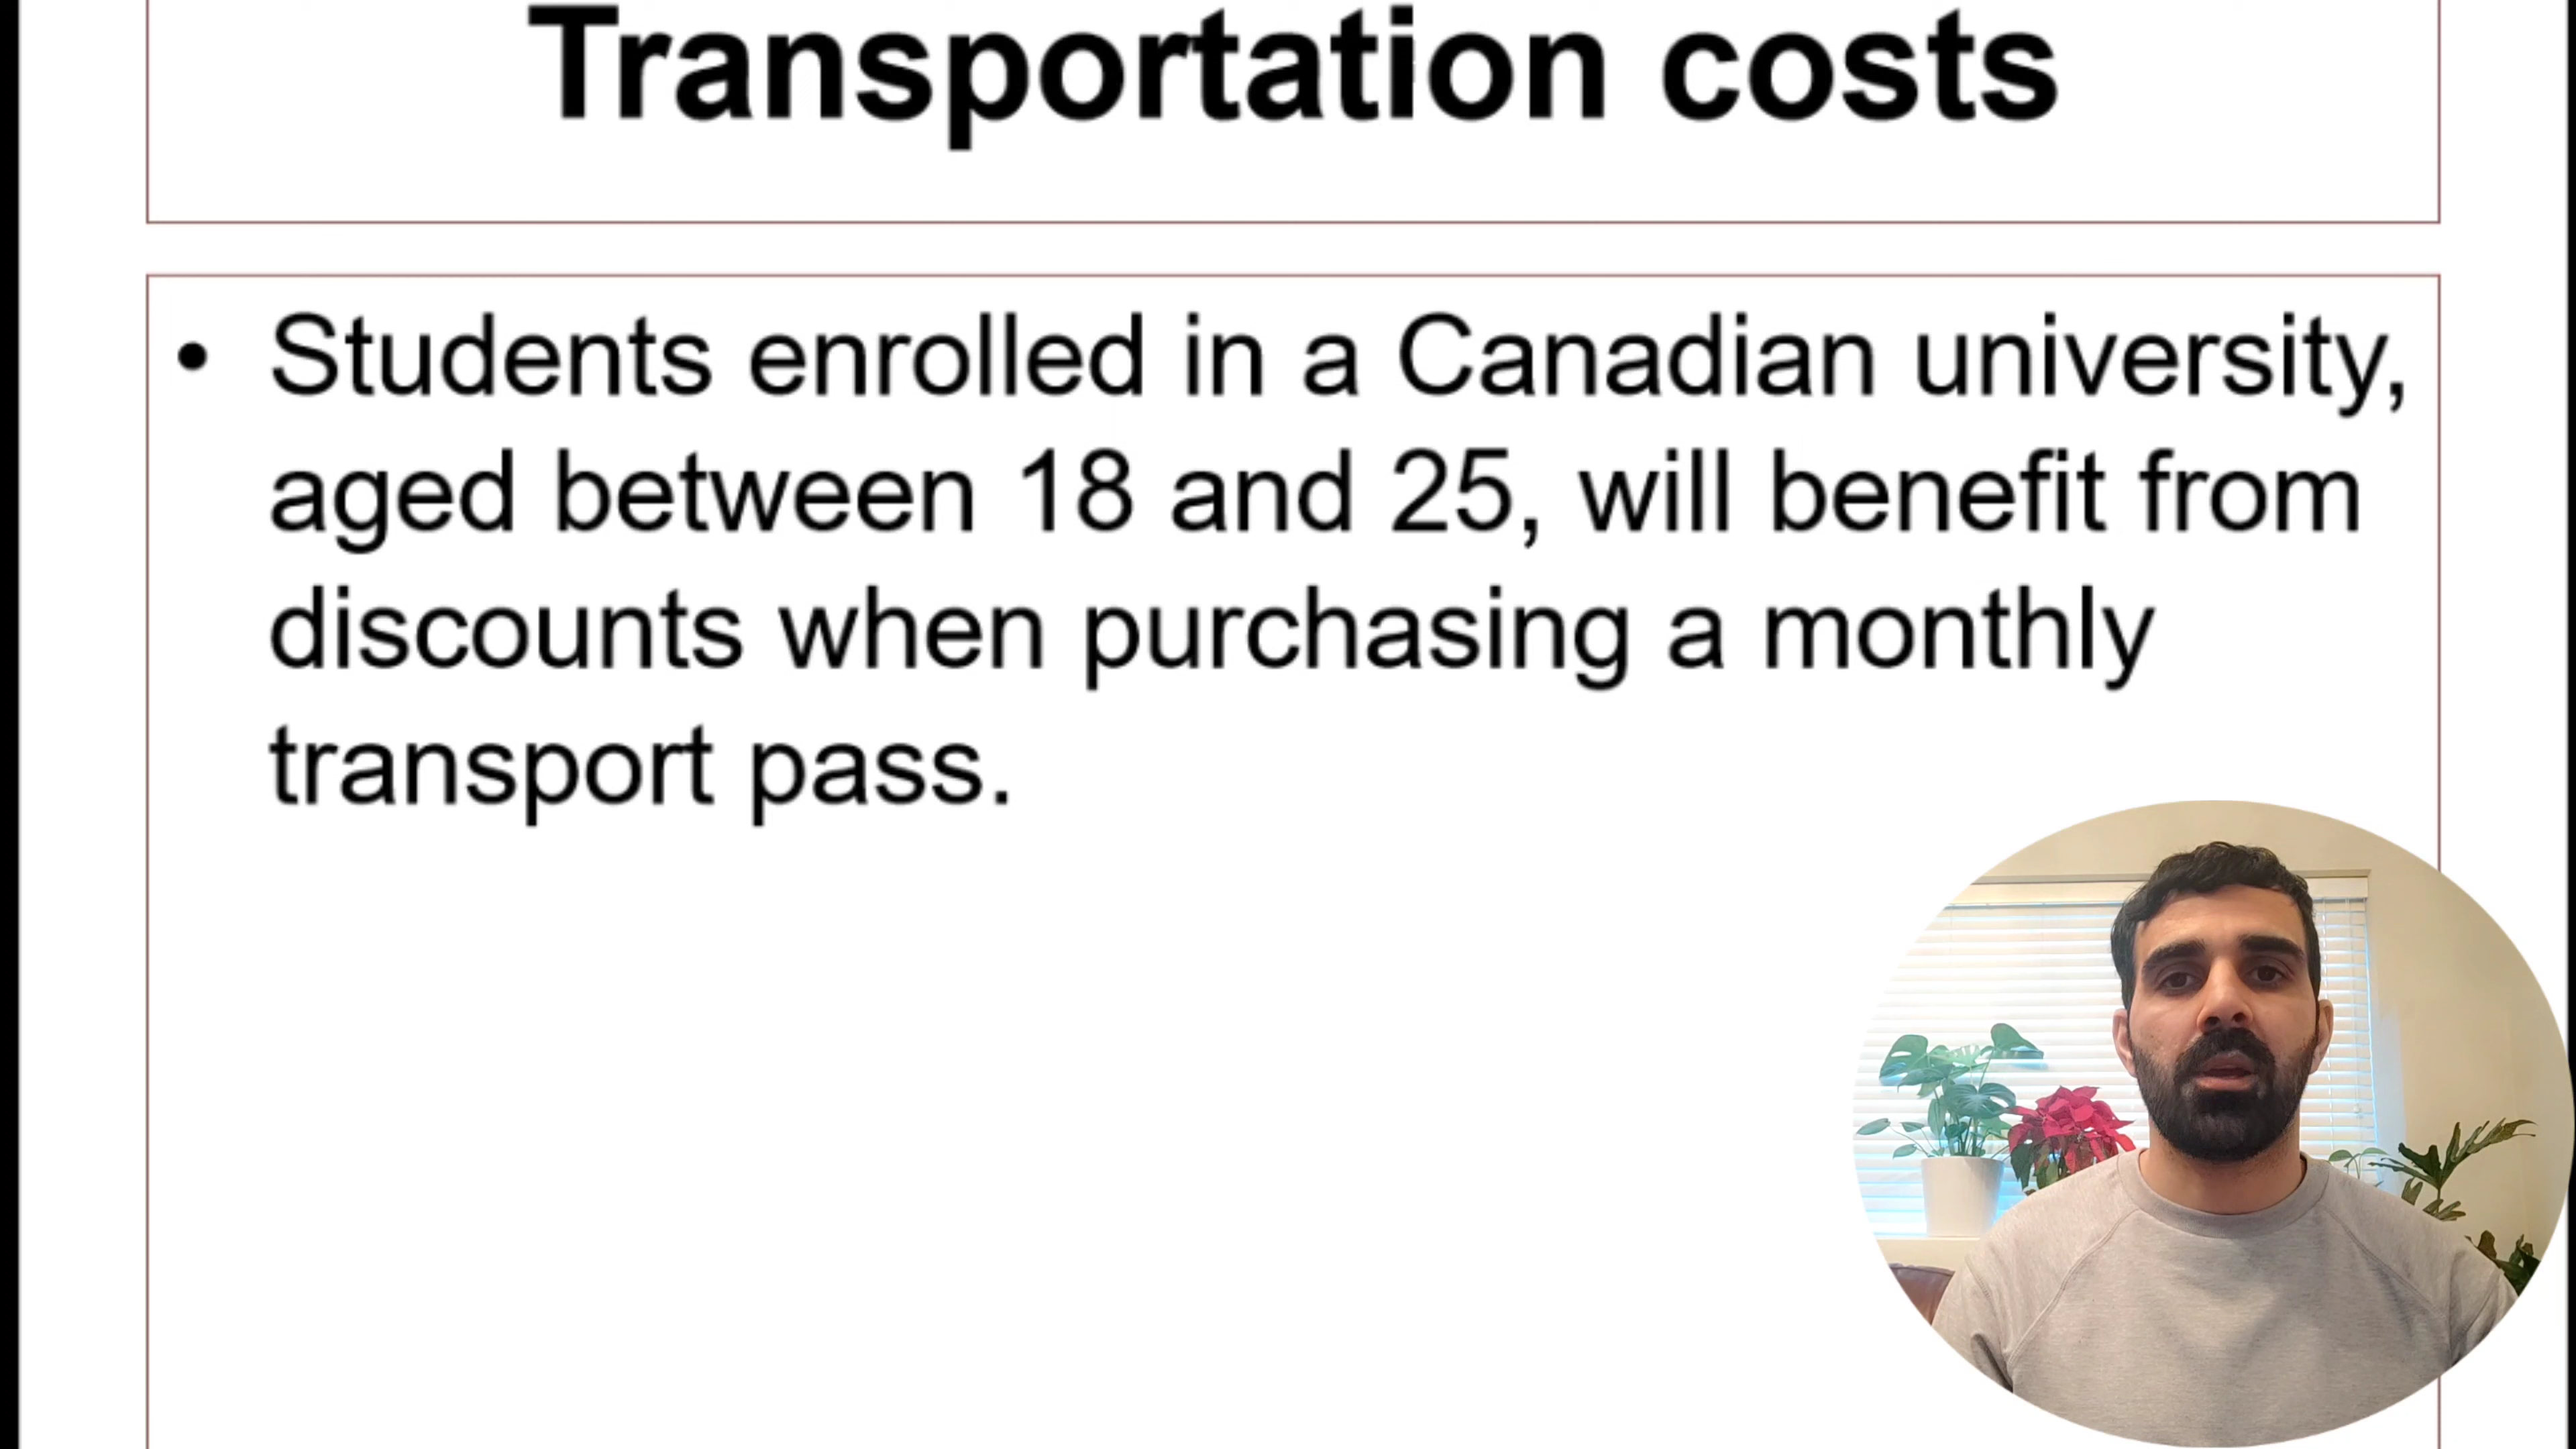 Transportation costs
• Students enrolled in a Canadian university,
aged between 18 and 25, will benefit from
discounts when purchasing a monthly
transport pass.